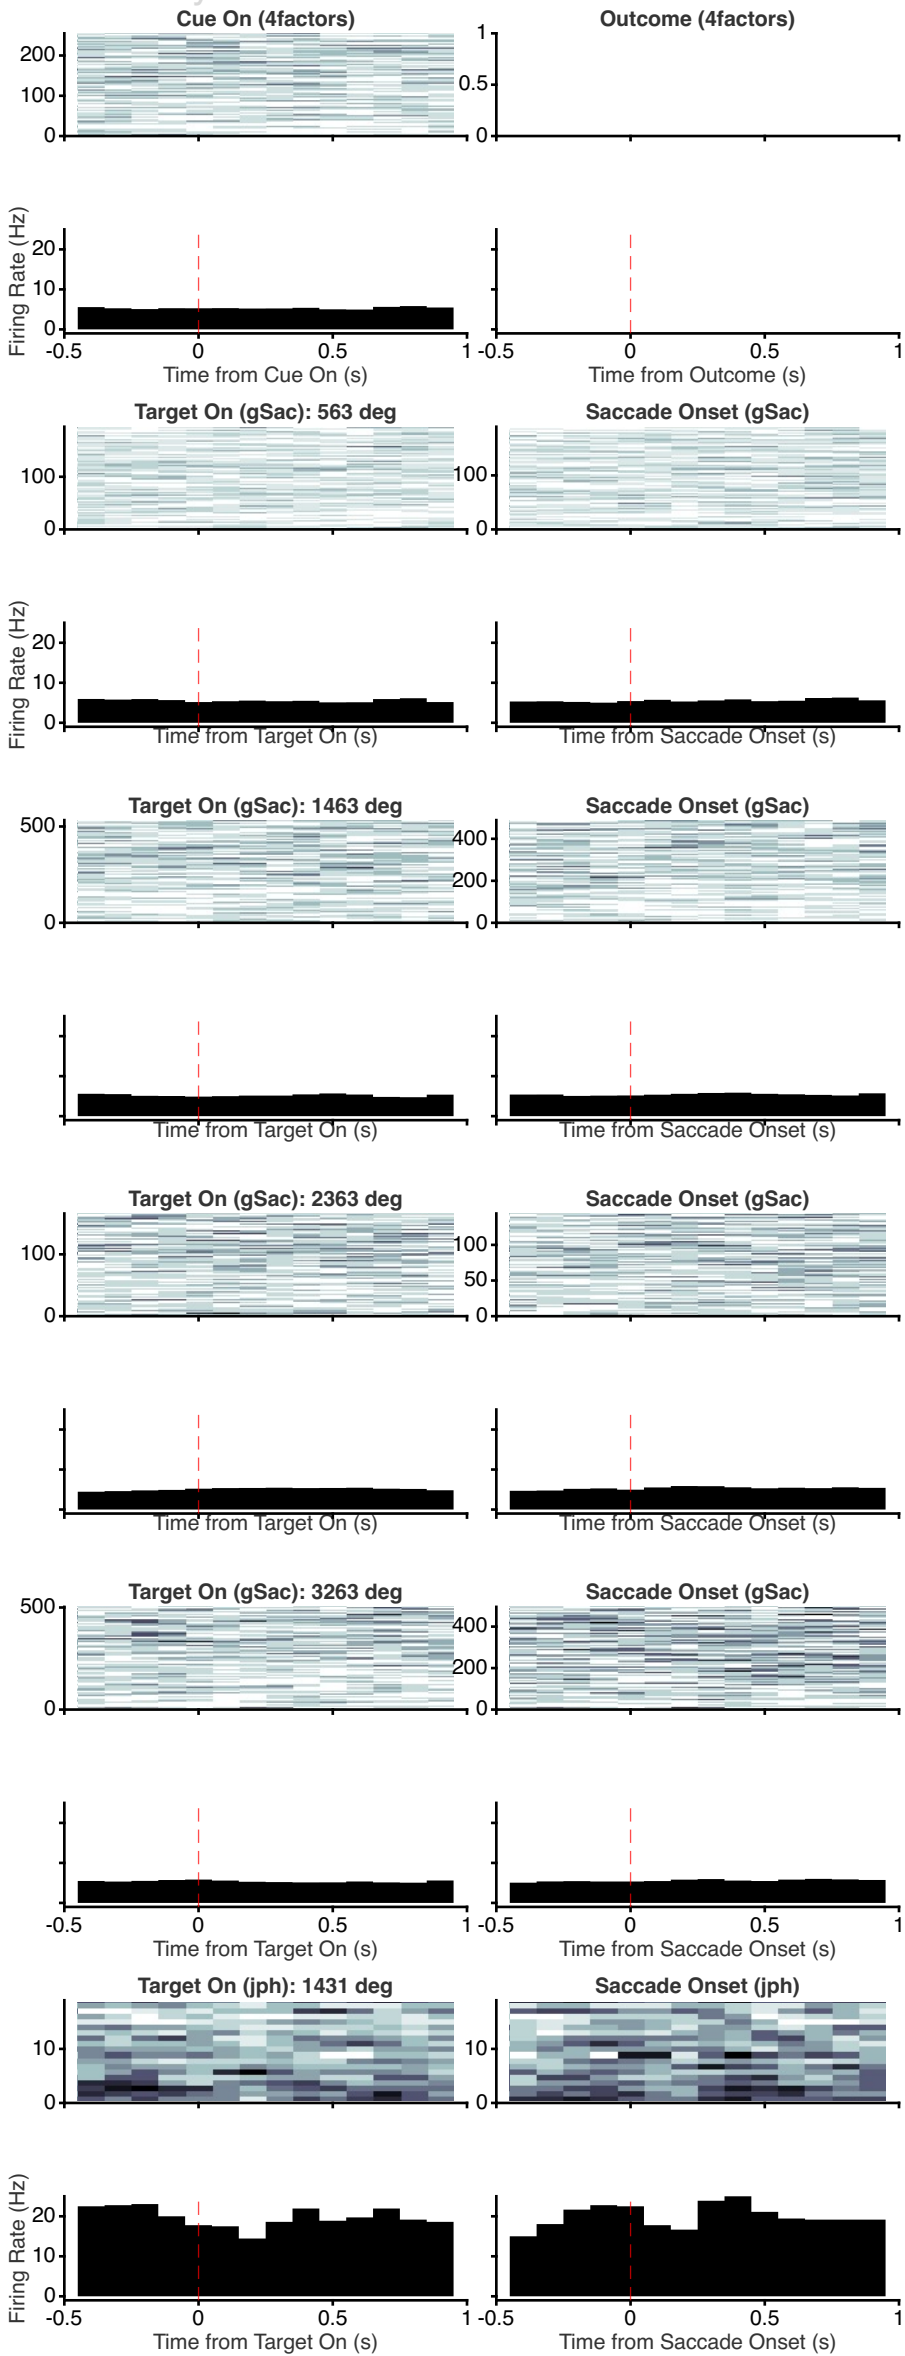 Cue On (4factors) Outcome (4factors)
200
100
0
1
0.5
0
Firing Rate (Hz)
20
10
0
-0.5 0 0.5 1 -0.5 0 0.5 1
Time from Cue On (s) Time from Outcome (s)
Target On (gSac): 563 deg Saccade Onset (gSac)
100
0
100
0
Firing Rate (Hz)
20
10
0
Time from Target On (s) Time from Saccade Onset (s)
Target On (gSac): 1463 deg Saccade Onset (gSac)
500
0
400
200
0
Time from Target On (s) Time from Saccade Onset (s)
Target On (gSac): 2363 deg Saccade Onset (gSac)
100
0
100
50
0
Time from Target On (s) Time from Saccade Onset (s)
Target On (gSac): 3263 deg Saccade Onset (gSac)
500
0
400
200
0
-0.5 0 0.5 1 -0.5 0 0.5 1
Time from Target On (s) Time from Saccade Onset (s)
Target On (jph): 1431 deg Saccade Onset (jph)
10
0
10
0
Firing Rate (Hz)
20
10
0
-0.5 0 0.5 1 -0.5 0 0.5 1
Time from Target On (s) Time from Saccade Onset (s)